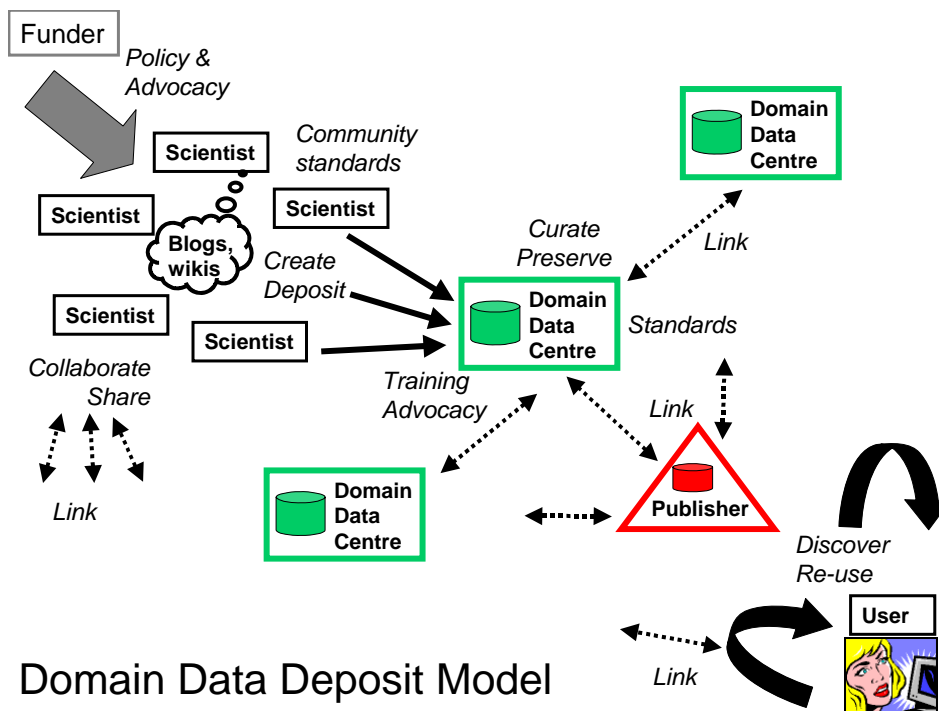 Funder
Policy &
Advocacy
Scientist
Community
standards
Domain
Data
Centre
Scientist
Scientist
Blogs,
wikis
Curate
Preserve
Link
Create
Deposit
Scientist
Domain
Data
Centre
Standards
Scientist
Collaborate
Share
Training
Advocacy
Link
Link
Domain
Data
Centre
Publisher
Discover
Re-use
User
Link
Domain Data Deposit Model